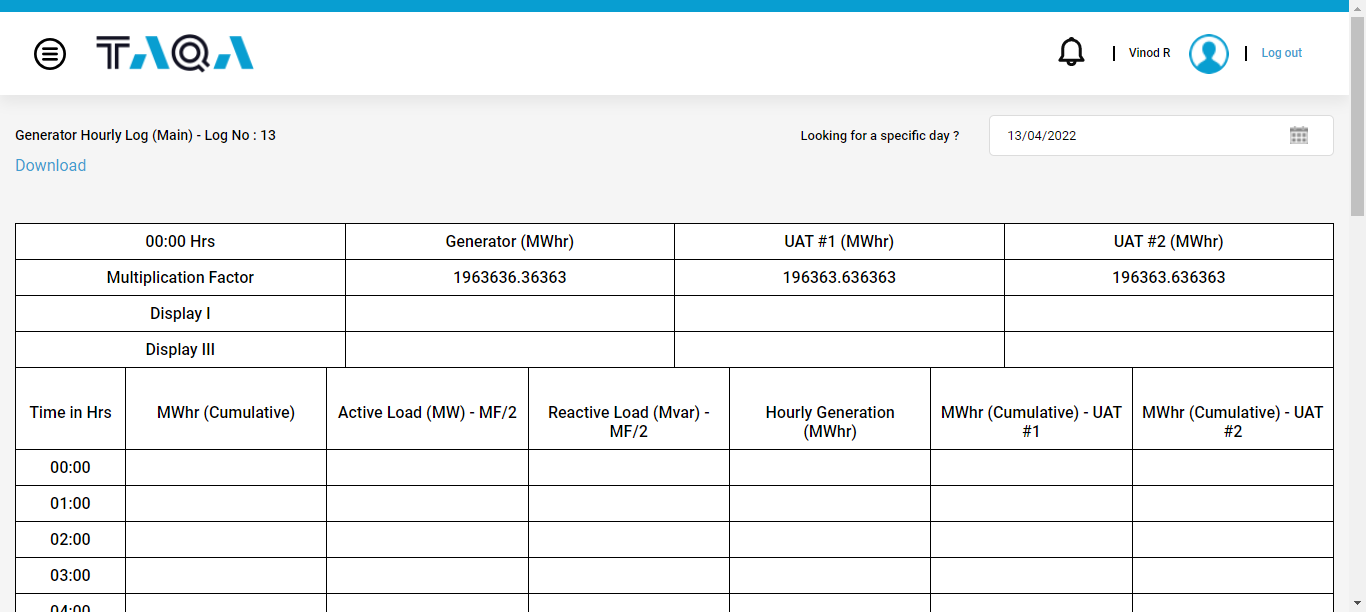 TAQA
Vinod R
Log out
Generator Hourly Log (Main) - Log No : 13
Looking for a specific day ?
13/04/2022
Download
00:00 Hrs
Generator (MWhr)
UAT #1 (MWhr)
UAT #2 (MWhr)
Multiplication Factor
1963636.36363
196363.636363
196363.636363
Display I
Display III
Time in Hrs
MWhr (Cumulative)
Active Load (MW) - MF/2
Reactive Load (Mvar) -
MF/2
Hourly Generation
(MWhr)
MWhr (Cumulative) - UAT
#1
MWhr (Cumulative) - UAT
#2
00:00
01:00
02:00
03:00
04:00